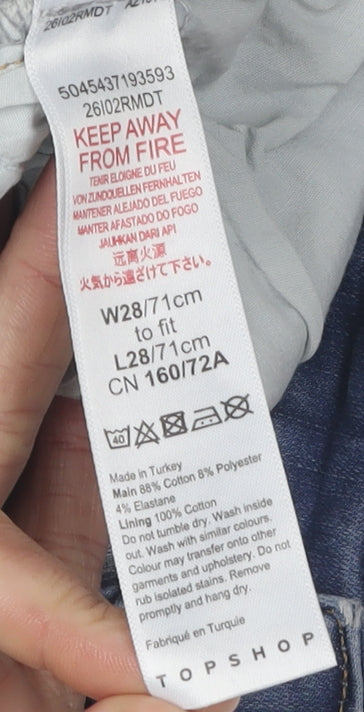 26I02RMDT
5045437193593
26I02RMDT
KEEP AWAY
FROM FIRE
TENIR ELOIGNE DU FEU
VON ZUNDQUELLEN FERNHALTEN
MANTENER ALEJADO DEL FUEGO
MANTER AFASTADO DO FOGO
JAUHKAN DARI API
远离火源
火気から遠ざけて下さい。
W28/71cm
to fit
L28/71cm
CN 160/72A
40
Made in Turkey
Main 88% Cotton 8% Polyester
4% Elastane
Lining 100% Cotton
Do not tumble dry. Wash inside
out. Wash with similar colours.
Colour may transfer onto other
garments and upholstery. Do not
rub isolated stains. Remove
promptly and hang dry.
Fabriqué en Turquie
TOPSHOP